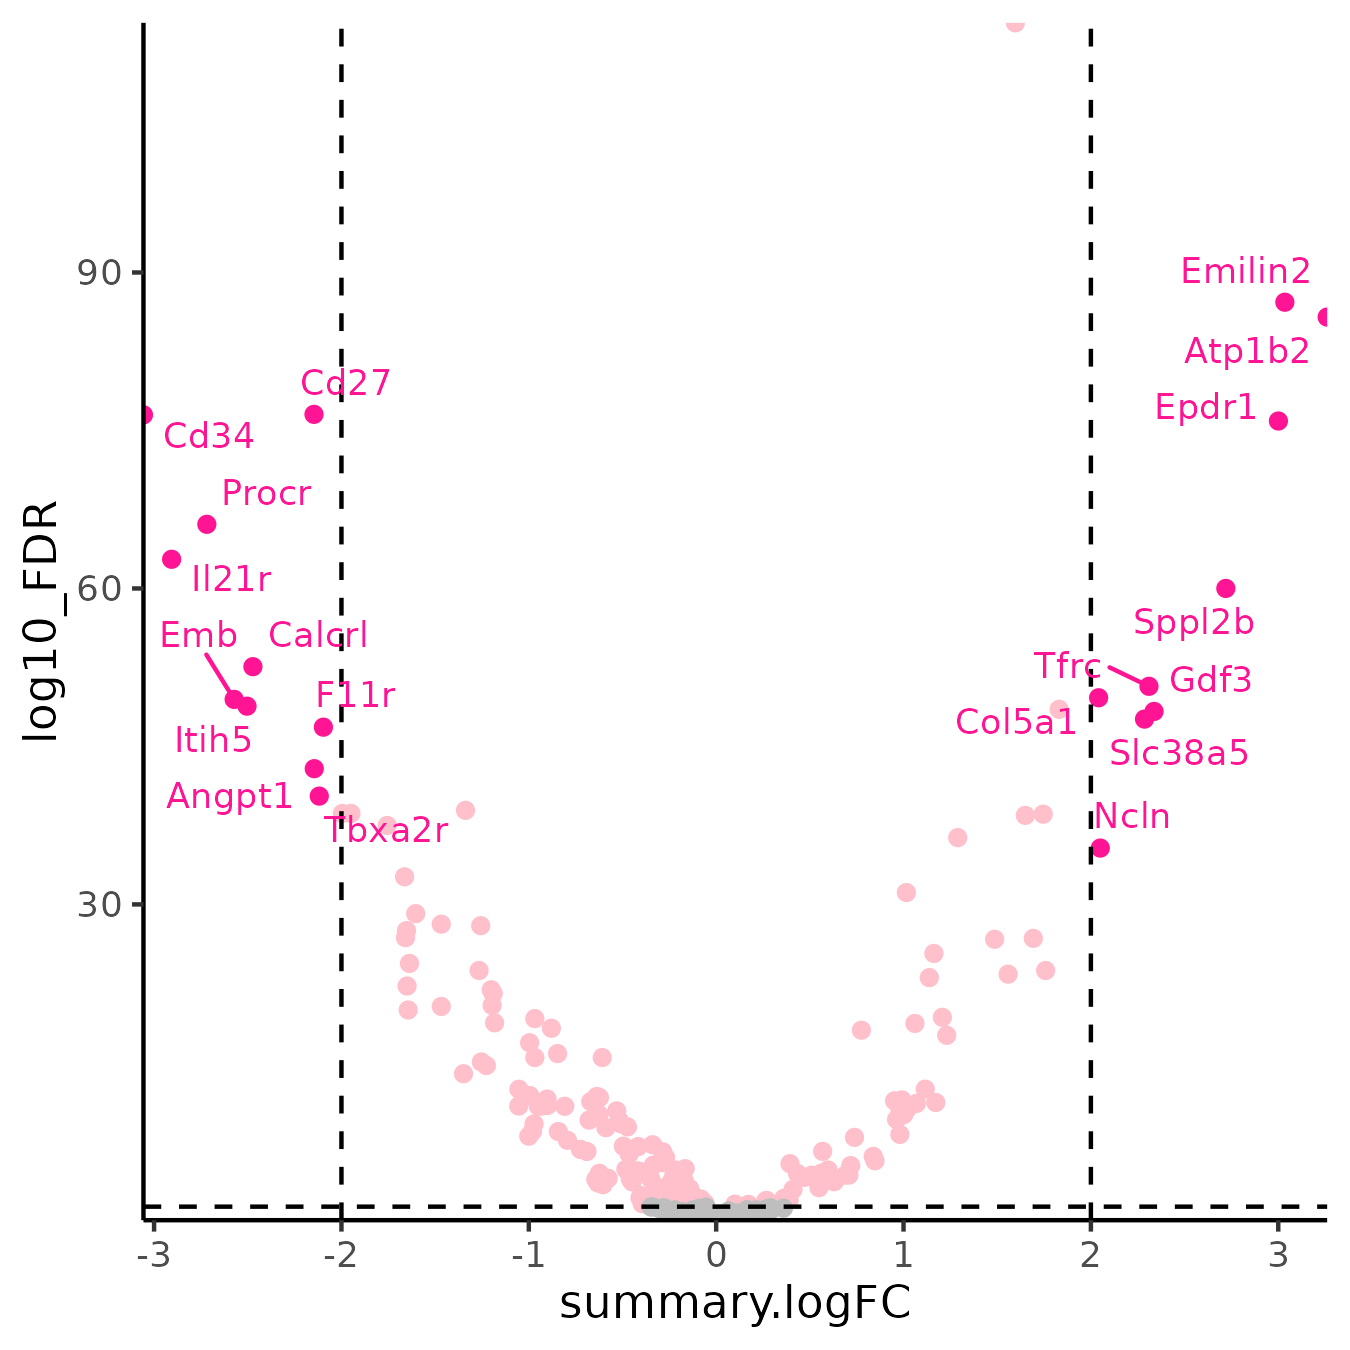 Emilin2
Atp1b2
Cd27
Epdr1
Cd34
Procr
Il21r
Sppl2b
Emb
Calcrl
Tfrc
Gdf3
F11r
Col5a1
Itih5
Slc38a5
Angpt1
Ncln
Tbxa2r
90
60
30
log10_FDR
-3
-2
-1
0
1
2
3
summary.logFC